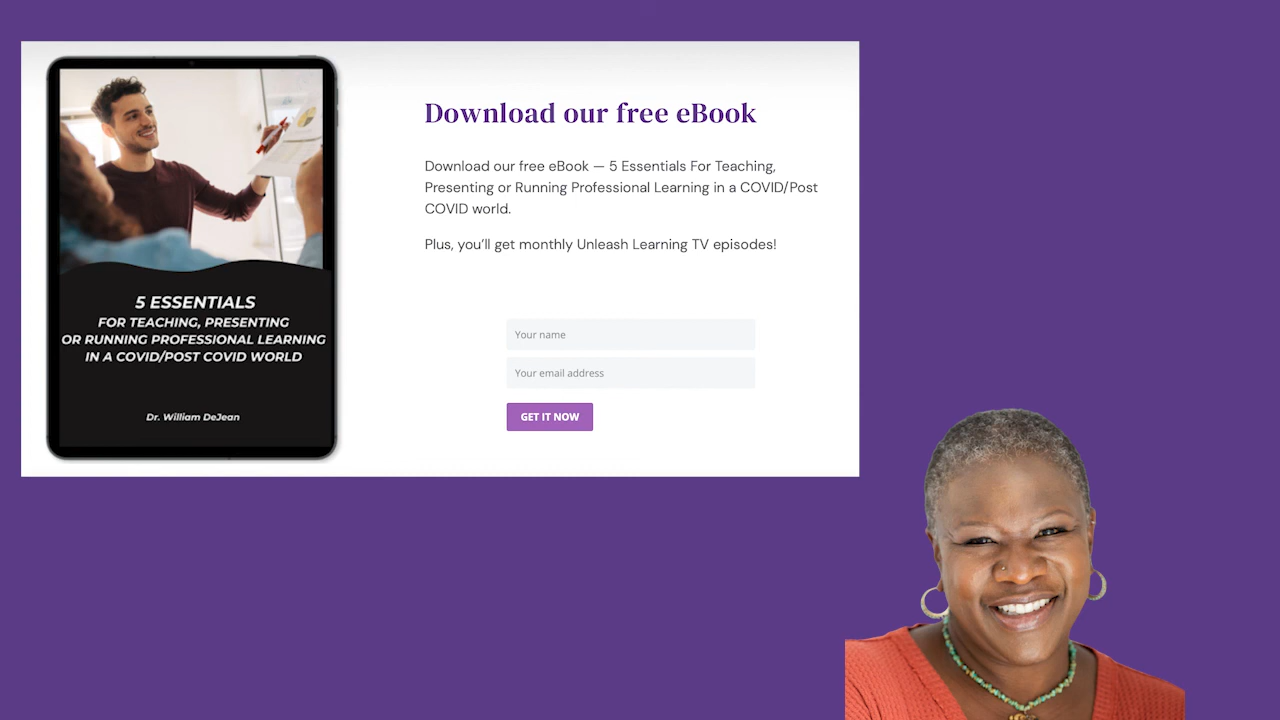 5 ESSENTIALS
FOR TEACHING, PRESENTING
OR RUNNING PROFESSIONAL LEARNING
IN A COVID/POST COVID WORLD
Dr. William DeJean
Download our free eBook
Download our free eBook — 5 Essentials For Teaching,
Presenting or Running Professional Learning in a COVID/Post
COVID world.
Plus, you’ll get monthly Unleash Learning TV episodes!
Your name
Your email address
GET IT NOW